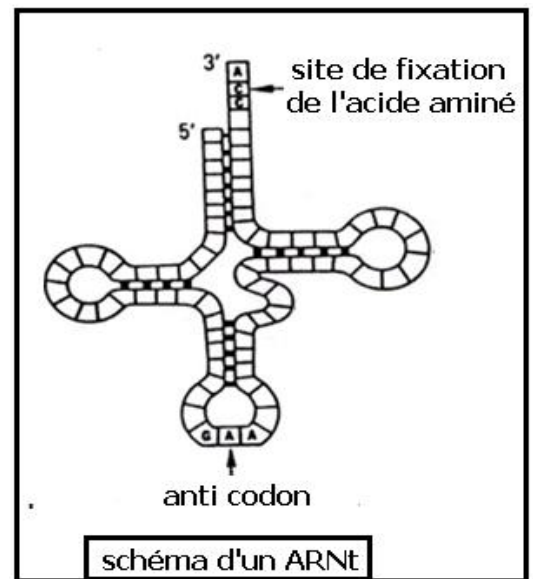 3'
A
C
C
site de fixation
de l'acide aminé
5'
G A A
anti codon
schéma d'un ARNt